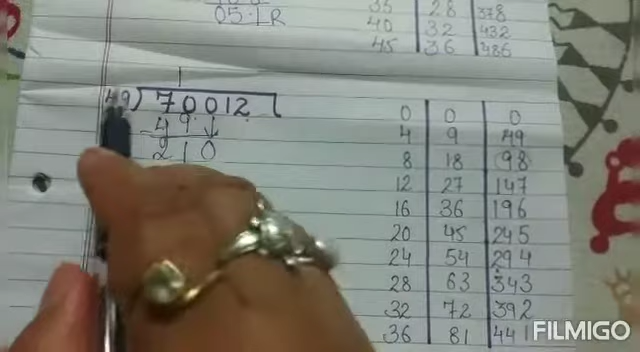 05.1R
35 28 378
40 32 432
45 36 486
1
49) 70012
- 49↓
210
0 0 0
4 9 49
8 18 98
12 27 147
16 36 196
20 45 245
24 54 294
28 63 343
32 72 392
36 81 441
FILMIGO